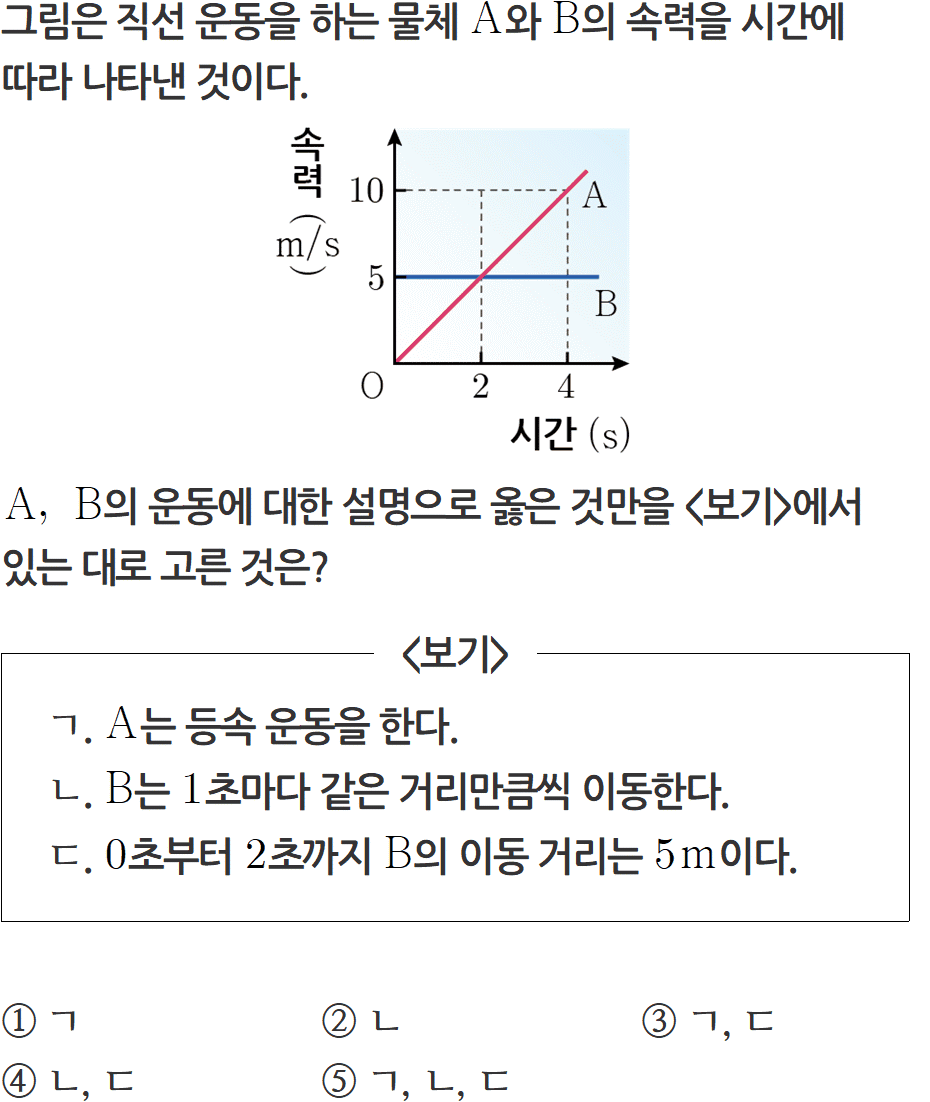 그림은 직선 운동을 하는 물체 A와 B의 속력을 시간에
따라 나타낸 것이다.
속력 (m/s)
10
A
5
B
O
2
4
시간 (s)
A, B의 운동에 대한 설명으로 옳은 것만을 <보기>에서
있는 대로 고른 것은?
<보기>
ㄱ. A는 등속 운동을 한다.
ㄴ. B는 1초마다 같은 거리만큼씩 이동한다.
ㄷ. 0초부터 2초까지 B의 이동 거리는 5m이다.
① ㄱ ② ㄴ ③ ㄱ, ㄷ
④ ㄴ, ㄷ ⑤ ㄱ, ㄴ, ㄷ